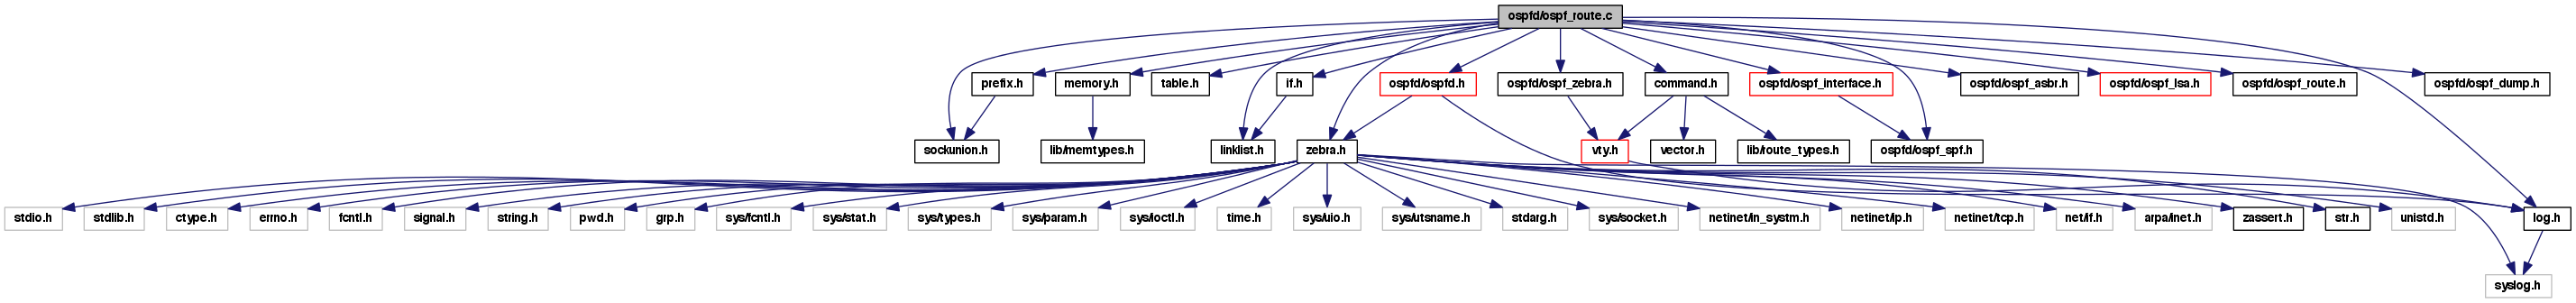 ospfd/ospf_route.c
prefix.h
memory.h
table.h
if.h
ospfd/ospfd.h
ospfd/ospf_zebra.h
command.h
ospfd/ospf_interface.h
ospfd/ospf_asbr.h
ospfd/ospf_lsa.h
ospfd/ospf_route.h
ospfd/ospf_dump.h
sockunion.h
lib/memtypes.h
linklist.h
zebra.h
vty.h
vector.h
lib/route_types.h
ospfd/ospf_spf.h
stdio.h
stdlib.h
ctype.h
errno.h
fcntl.h
signal.h
string.h
pwd.h
grp.h
sys/fcntl.h
sys/stat.h
sys/types.h
sys/param.h
sys/ioctl.h
time.h
sys/uio.h
sys/utsname.h
stdarg.h
sys/socket.h
netinet/in_systm.h
netinet/ip.h
netinet/tcp.h
net/if.h
arpa/inet.h
zassert.h
str.h
unistd.h
log.h
syslog.h